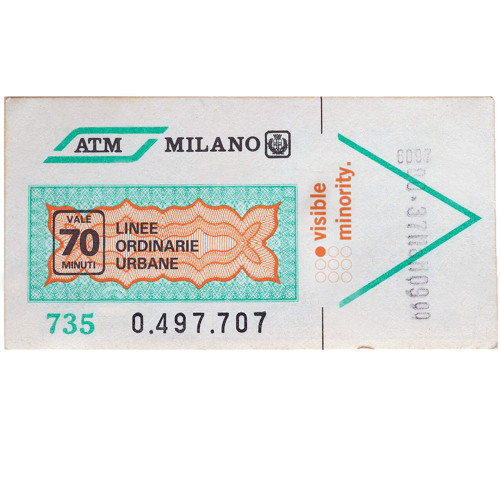 ATM MILANO
VALE
70
MINUTI
LINEE
ORDINARIE
URBANE
735 0.497.707
visible
minority.